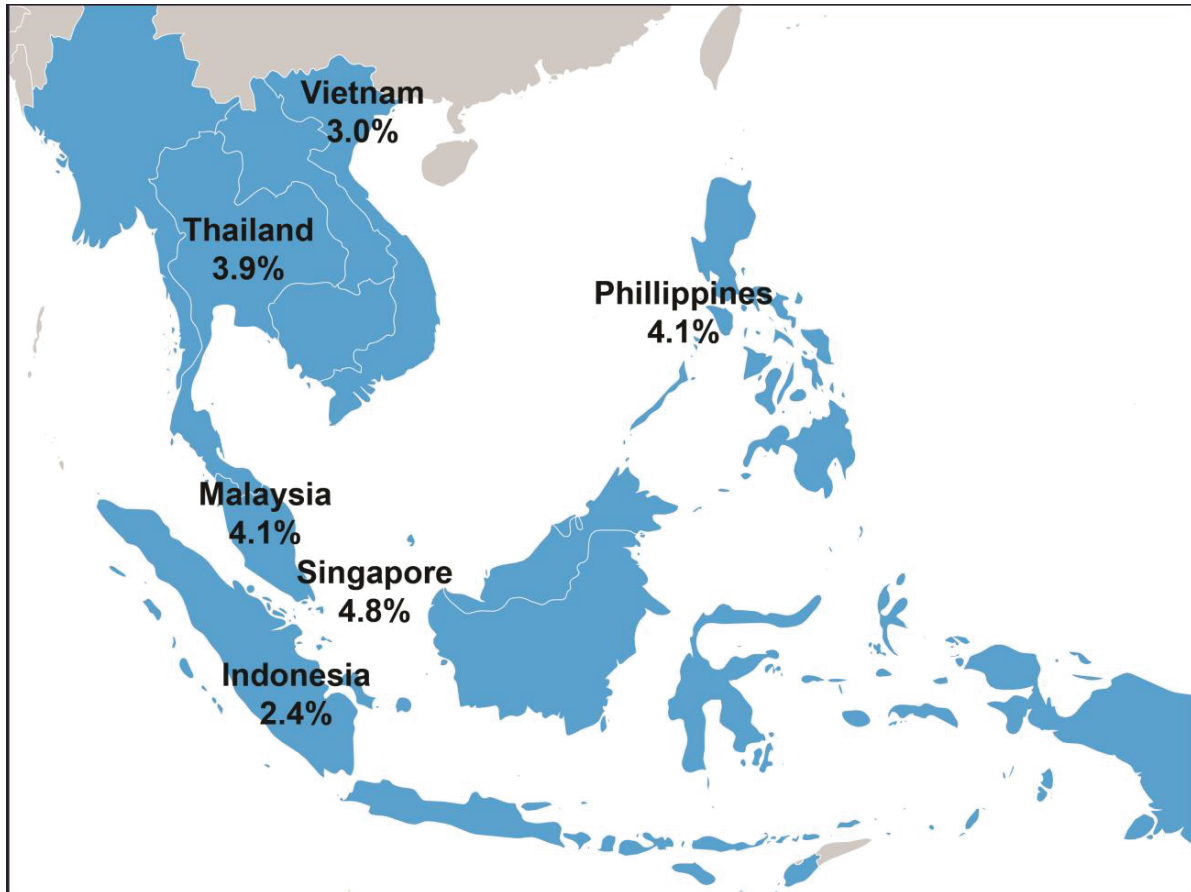 Vietnam
3.0%
Thailand
3.9%
Phillippines
4.1%
Malaysia
4.1%
Singapore
4.8%
Indonesia
2.4%